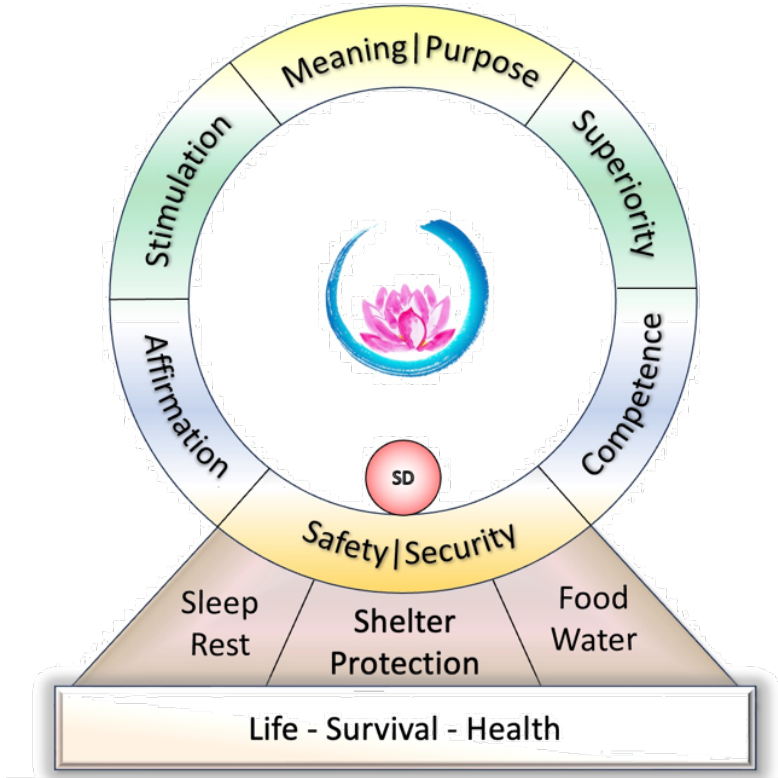 Meaning|Purpose
Stimulation
Superiority
Affirmation
Competence
SD
Safety|Security
Sleep
Rest
Shelter
Protection
Food
Water
Life - Survival - Health